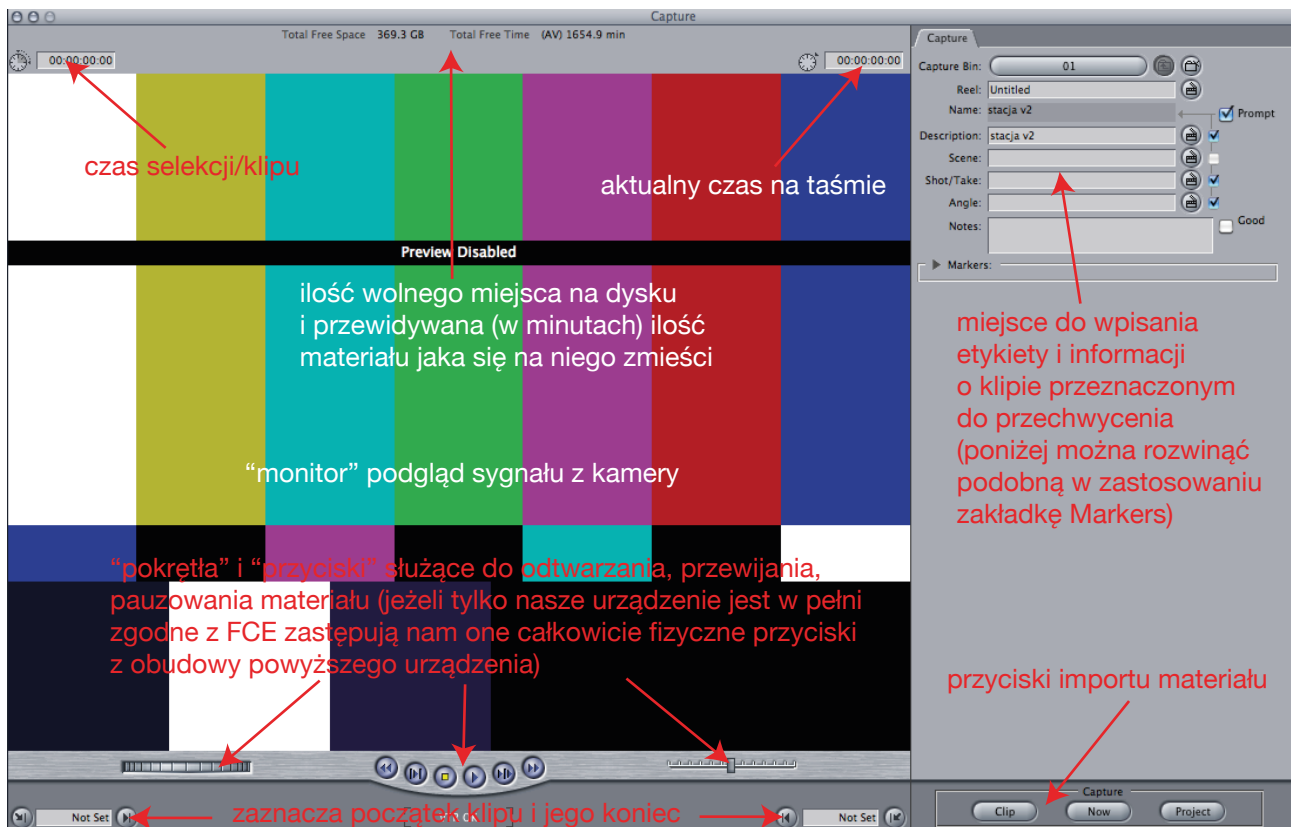 Capture
Total Free Space 369.3 GB Total Free Time (AV) 1654.9 min
00:00:00:00
00:00:00:00
czas selekcji/klipu
aktualny czas na taśmie
Preview Disabled
ilość wolnego miejsca na dysku
i przewidywana (w minutach) ilość
materiału jaka się na niego zmieści
“monitor” podgląd sygnału z kamery
“pokrętła” i “przyciski” służące do odtwarzania, przewijania,
pauzowania materiału (jeżeli tylko nasze urządzenie jest w pełni
zgodne z FCE zastępują nam one całkowicie fizyczne przyciski
z obudowy powyższego urządzenia)
Not Set
zaznacza początek klipu i jego koniec
Not Set
Capture
Capture Bin: 01
Reel: Untitled
Name: stacja v2
Prompt
Description: stacja v2
Scene:
Shot/Take:
Angle:
Notes:
Good
Markers:
miejsce do wpisania
etykiety i informacji
o klipie przeznaczonym
do przechwycenia
(poniżej można rozwinąć
podobną w zastosowaniu
zakładkę Markers)
przyciski importu materiału
Capture
Clip Now Project